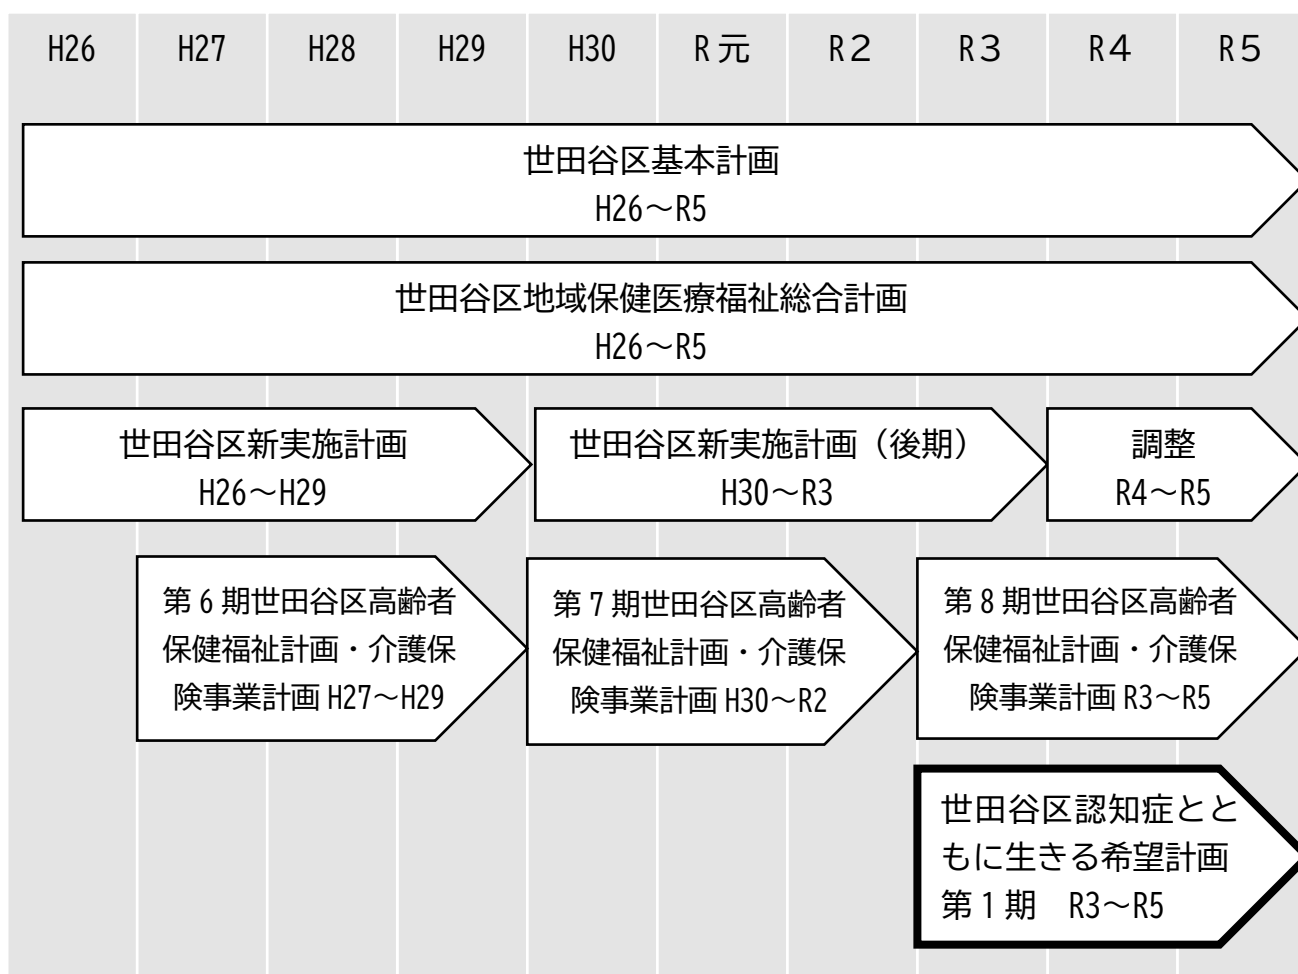 H26 H27 H28 H29 H30 R元 R2 R3 R4 R5
世田谷区基本計画
H26～R5
世田谷区地域保健医療福祉総合計画
H26～R5
世田谷区新実施計画
H26～H29
世田谷区新実施計画（後期）
H30～R3
調整
R4～R5
第6期世田谷区高齢者
保健福祉計画・介護保
険事業計画 H27～H29
第7期世田谷区高齢者
保健福祉計画・介護保
険事業計画 H30～R2
第8期世田谷区高齢者
保健福祉計画・介護保
険事業計画 R3～R5
世田谷区認知症とと
もに生きる希望計画
第1期　R3～R5